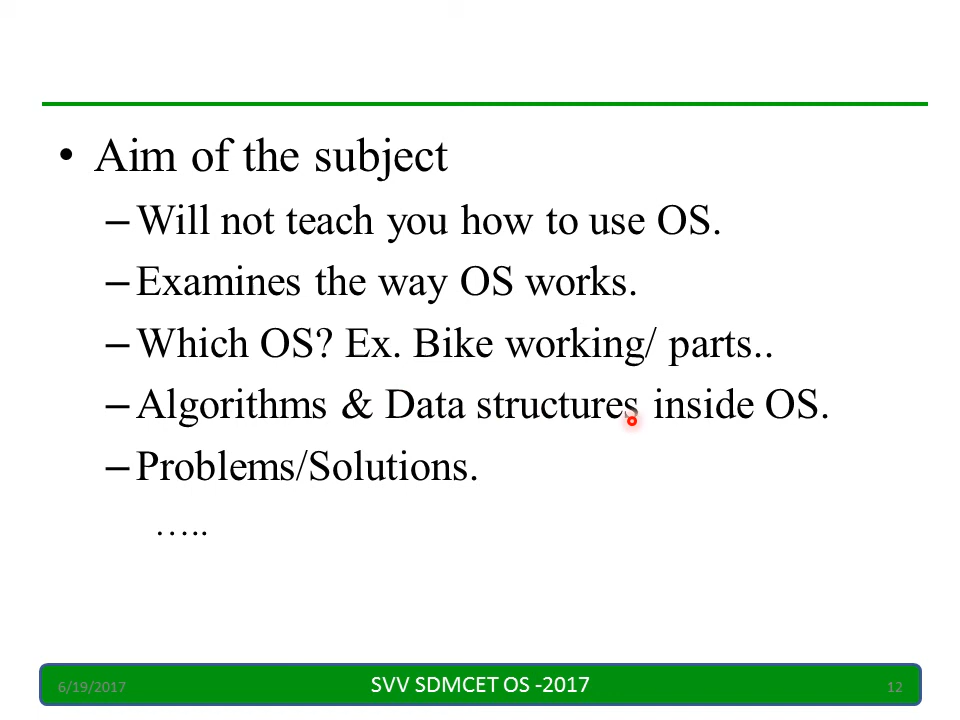 • Aim of the subject
– Will not teach you how to use OS.
– Examines the way OS works.
– Which OS? Ex. Bike working/ parts..
– Algorithms & Data structures inside OS.
– Problems/Solutions.
…..
6/19/2017 SVV SDMCET OS -2017 12